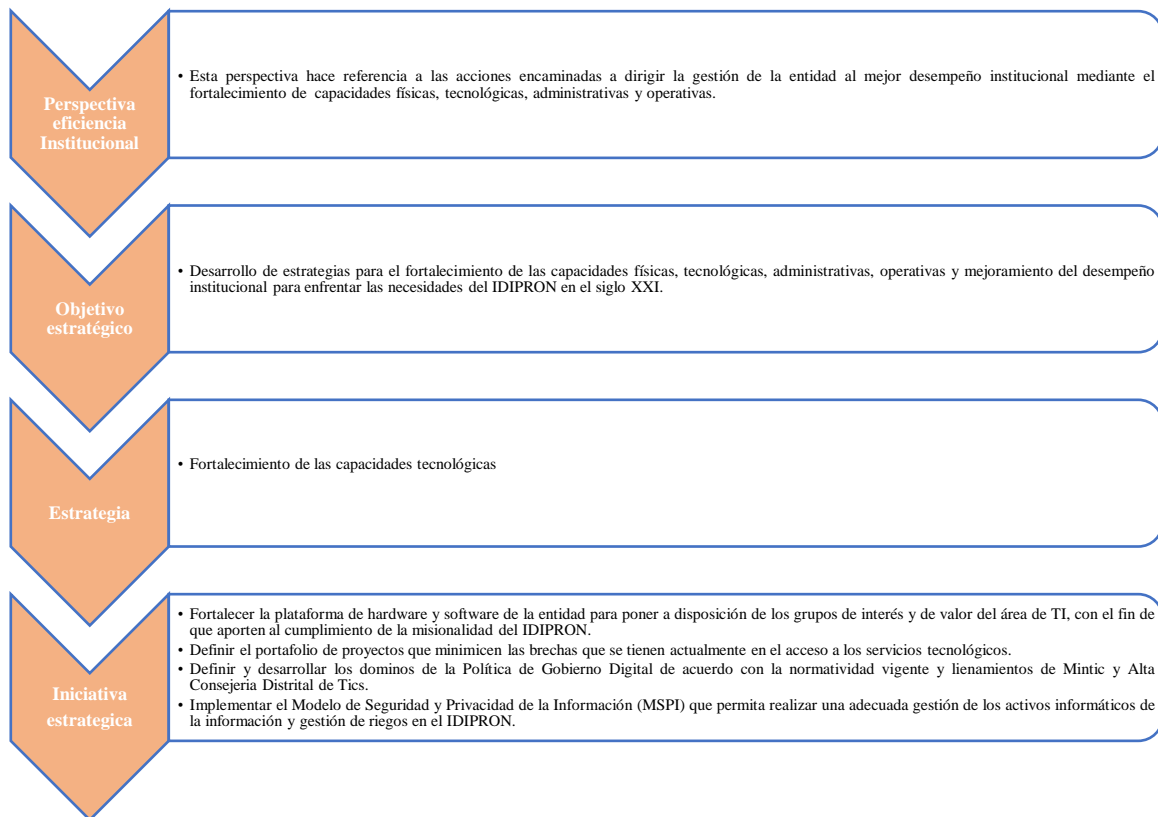 Perspectiva
eficiencia
Institucional
• Esta perspectiva hace referencia a las acciones encaminadas a dirigir la gestión de la entidad al mejor desempeño institucional mediante el
fortalecimiento de capacidades físicas, tecnológicas, administrativas y operativas.
Objetivo
estratégico
• Desarrollo de estrategias para el fortalecimiento de las capacidades físicas, tecnológicas, administrativas, operativas y mejoramiento del desempeño
institucional para enfrentar las necesidades del IDIPRON en el siglo XXI.
Estrategia
• Fortalecimiento de las capacidades tecnológicas
Iniciativa
estrategica
• Fortalecer la plataforma de hardware y software de la entidad para poner a disposición de los grupos de interés y de valor del área de TI, con el fin de
que aporten al cumplimiento de la misionalidad del IDIPRON.
• Definir el portafolio de proyectos que minimicen las brechas que se tienen actualmente en el acceso a los servicios tecnológicos.
• Definir y desarrollar los dominos de la Política de Gobierno Digital de acuerdo con la normatividad vigente y lienamientos de Mintic y Alta
Consejeria Distrital de Tics.
• Implementar el Modelo de Seguridad y Privacidad de la Información (MSPI) que permita realizar una adecuada gestión de los activos informáticos de
la información y gestión de riegos en el IDIPRON.